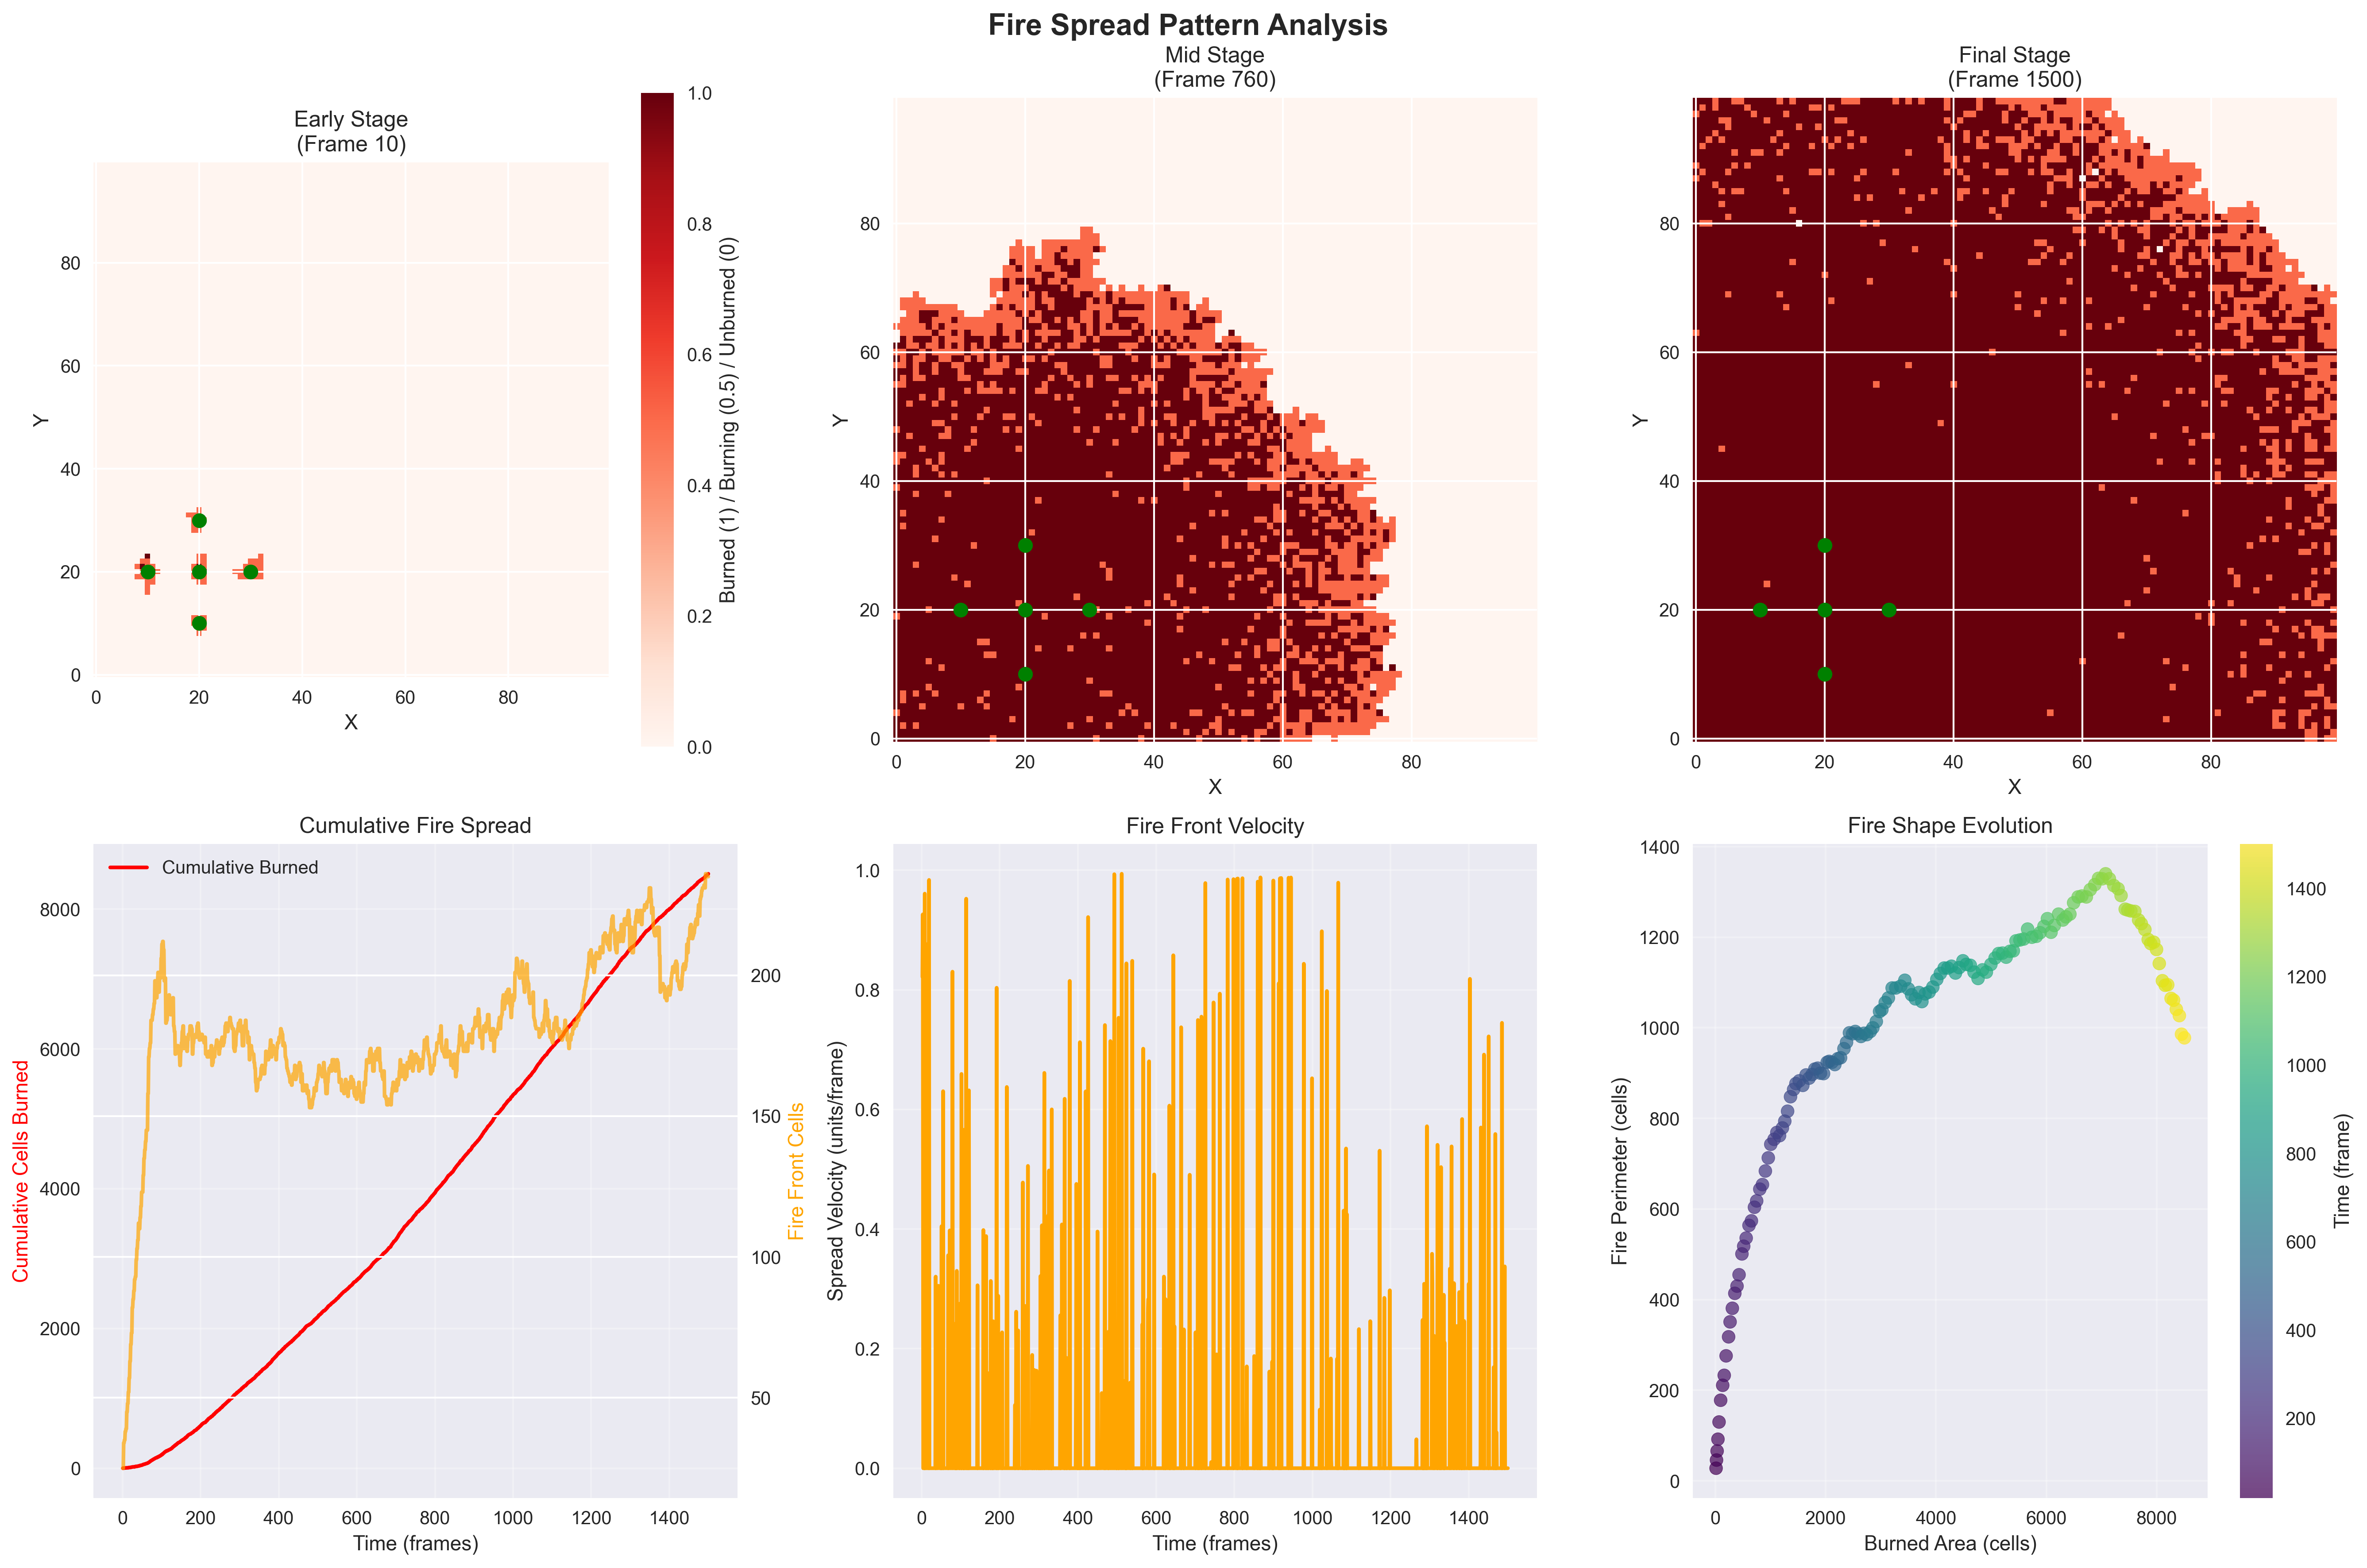 Fire Spread Pattern Analysis
Early Stage
(Frame 10)
80
60
40
20
0
Y
0 20 40 60 80
X
1.0
0.8
0.6
0.4
0.2
0.0
Burned (1) / Burning (0.5) / Unburned (0)
Mid Stage
(Frame 760)
80
60
40
20
0
Y
0 20 40 60 80
X
Final Stage
(Frame 1500)
80
60
40
20
0
Y
0 20 40 60 80
X
Cumulative Fire Spread
Cumulative Burned
8000
6000
4000
2000
0
Cumulative Cells Burned
200
150
100
50
Fire Front Cells
0 200 400 600 800 1000 1200 1400
Time (frames)
Fire Front Velocity
1.0
0.8
0.6
0.4
0.2
0.0
Spread Velocity (units/frame)
0 200 400 600 800 1000 1200 1400
Time (frames)
Fire Shape Evolution
1400
1200
1000
800
600
400
200
0
Fire Perimeter (cells)
0 2000 4000 6000 8000
Burned Area (cells)
1400
1200
1000
800
600
400
200
Time (frame)